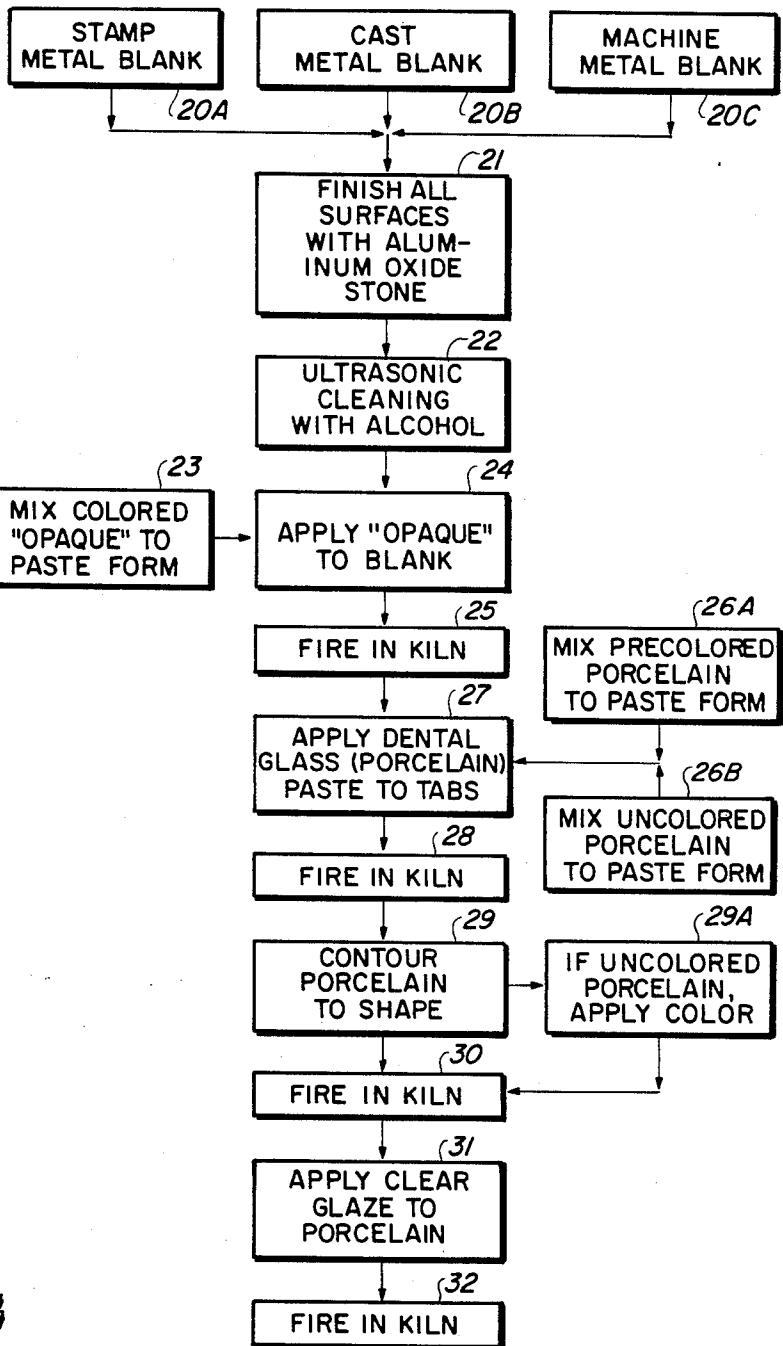 STAMP
METAL BLANK
20A
CAST
METAL BLANK
20B
MACHINE
METAL BLANK
20C
21
FINISH ALL
SURFACES
WITH ALUM-
INUM OXIDE
STONE
22
ULTRASONIC
CLEANING
WITH ALCOHOL
23
MIX COLORED
"OPAQUE" TO
PASTE FORM
24
APPLY "OPAQUE"
TO BLANK
25
FIRE IN KILN
26A
MIX PRECOLORED
PORCELAIN
TO PASTE FORM
27
APPLY DENTAL
GLASS (PORCELAIN)
PASTE TO TABS
26B
MIX UNCOLORED
PORCELAIN
TO PASTE FORM
28
FIRE IN KILN
29
CONTOUR
PORCELAIN
TO SHAPE
29A
IF UNCOLORED
PORCELAIN,
APPLY COLOR
30
FIRE IN KILN
31
APPLY CLEAR
GLAZE TO
PORCELAIN
32
FIRE IN KILN